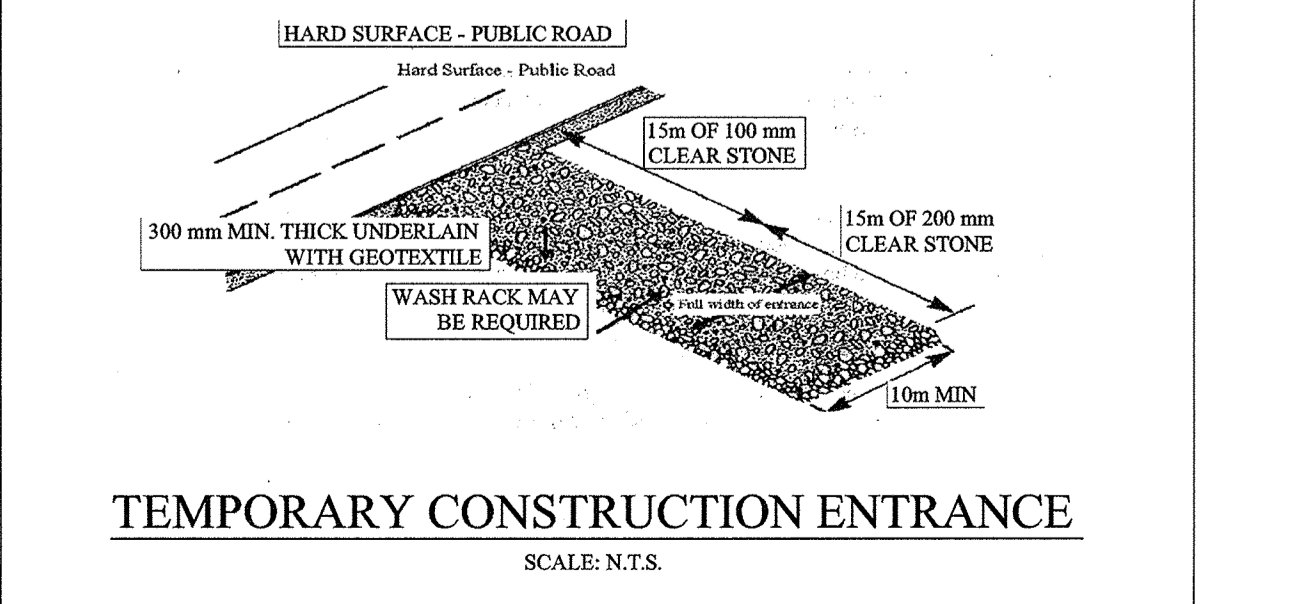 HARD SURFACE - PUBLIC ROAD
Hard Surface - Public Road
15m OF 100 mm
CLEAR STONE
15m OF 200 mm
CLEAR STONE
300 mm MIN. THICK UNDERLAIN
WITH GEOTEXTILE
WASH RACK MAY
BE REQUIRED
Full width of entrance
10m MIN
TEMPORARY CONSTRUCTION ENTRANCE
SCALE: N.T.S.